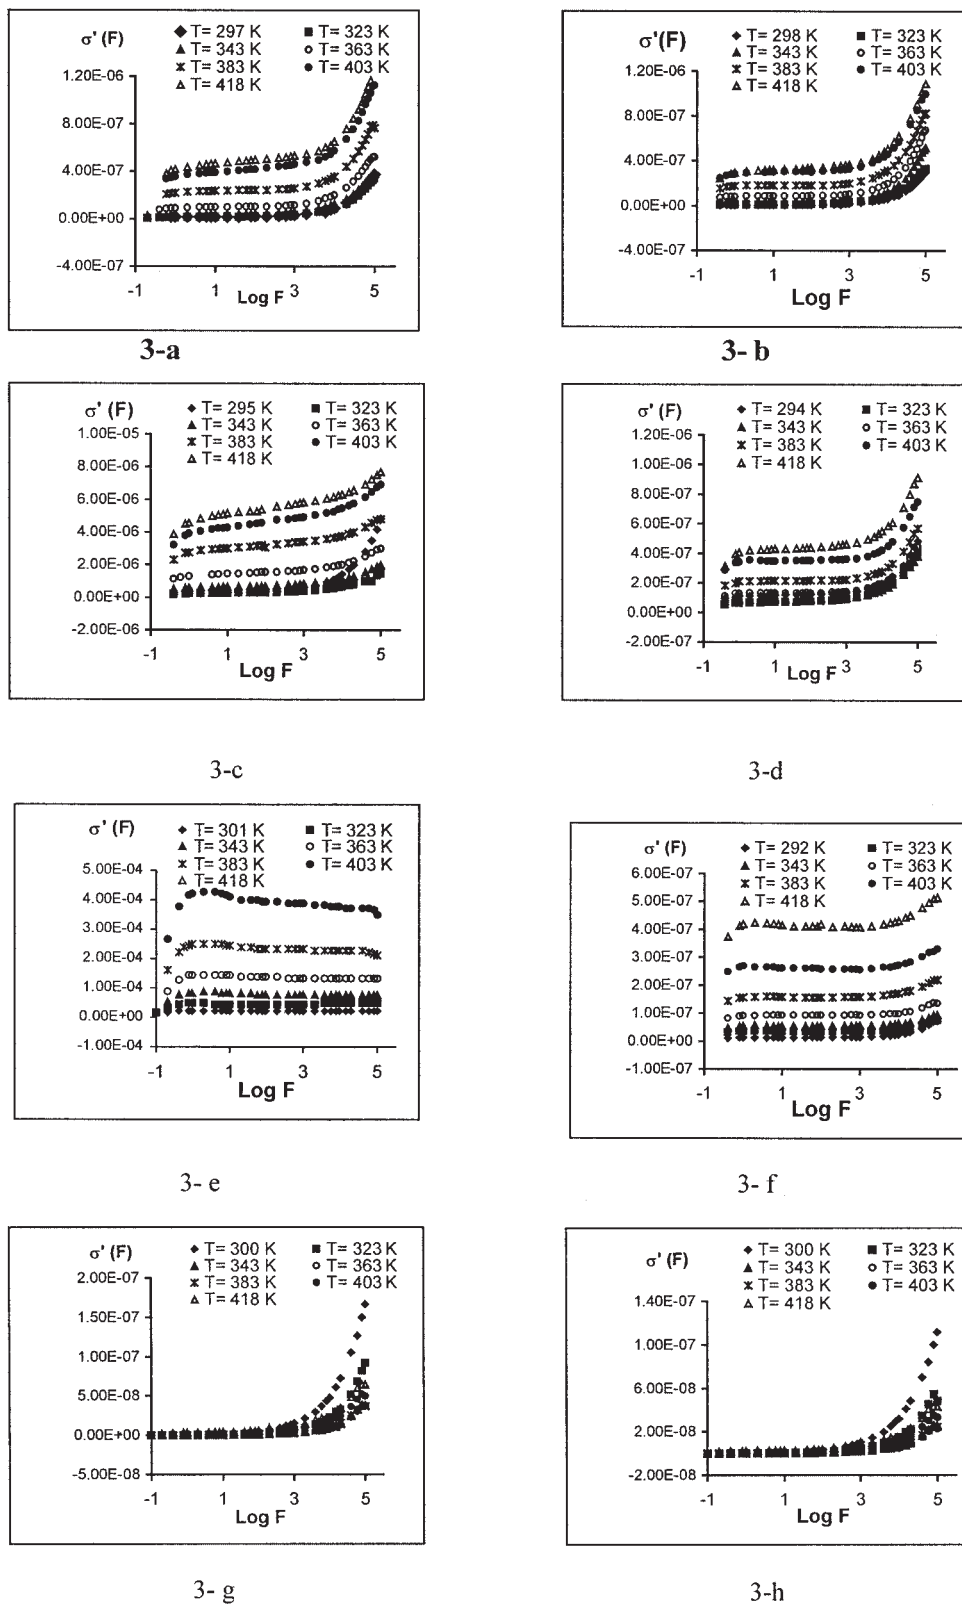 σ' (F)
T= 297 K T= 323 K
T= 343 K T= 363 K
T= 383 K T= 403 K
T= 418 K
1.20E-06
8.00E-07
4.00E-07
0.00E+00
-4.00E-07
-1 1 3 5
Log F
3-a
σ'(F)
T= 298 K T= 323 K
T= 343 K T= 363 K
T= 383 K T= 403 K
T= 418 K
1.20E-06
8.00E-07
4.00E-07
0.00E+00
-4.00E-07
-1 1 3 5
Log F
3- b
σ' (F)
T= 295 K T= 323 K
T= 343 K T= 363 K
T= 383 K T= 403 K
T= 418 K
1.00E-05
8.00E-06
6.00E-06
4.00E-06
2.00E-06
0.00E+00
-2.00E-06
-1 1 3 5
Log F
3-c
σ' (F)
T= 294 K T= 323 K
T= 343 K T= 363 K
T= 383 K T= 403 K
T= 418 K
1.20E-06
1.00E-06
8.00E-07
6.00E-07
4.00E-07
2.00E-07
0.00E+00
-2.00E-07
-1 1 3 5
Log F
3-d
σ' (F)
T= 301 K T= 323 K
T= 343 K T= 363 K
T= 383 K T= 403 K
T= 418 K
5.00E-04
4.00E-04
3.00E-04
2.00E-04
1.00E-04
0.00E+00
-1.00E-04
-1 1 3 5
Log F
3- e
σ' (F)
T= 292 K T= 323 K
T= 343 K T= 363 K
T= 383 K T= 403 K
T= 418 K
6.00E-07
5.00E-07
4.00E-07
3.00E-07
2.00E-07
1.00E-07
0.00E+00
-1.00E-07
-1 1 3 5
Log F
3- f
σ' (F)
T= 300 K T= 323 K
T= 343 K T= 363 K
T= 383 K T= 403 K
T= 418 K
2.00E-07
1.50E-07
1.00E-07
5.00E-08
0.00E+00
-5.00E-08
-1 1 3 5
Log F
3- g
σ' (F)
T= 300 K T= 323 K
T= 343 K T= 363 K
T= 383 K T= 403 K
T= 418 K
1.40E-07
1.00E-07
6.00E-08
2.00E-08
-2.00E-08
-1 1 3 5
Log F
3-h